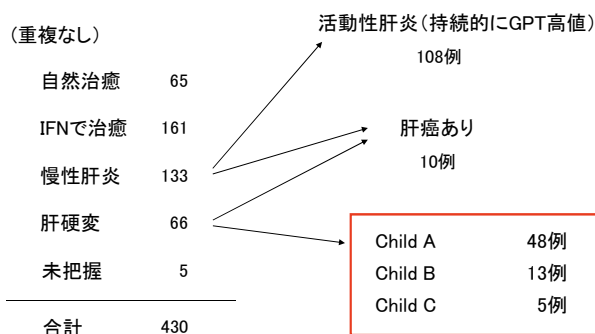 (重複なし)
自然治癒 65
IFNで治癒 161
慢性肝炎 133
肝硬変 66
未把握 5
合計 430
活動性肝炎(持続的にGPT高値)
108例
肝癌あり
10例
Child A 48例
Child B 13例
Child C 5例